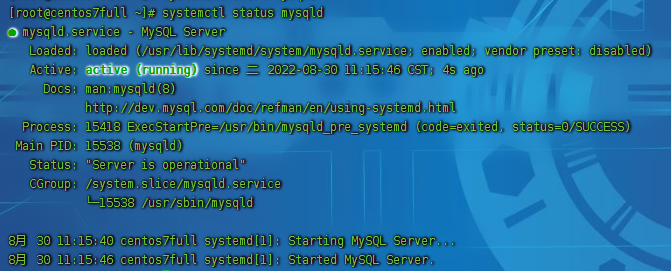 [root@centos7full ~]# systemctl status mysqld
● mysqld.service - MySQL Server
   Loaded: loaded (/usr/lib/systemd/system/mysqld.service; enabled; vendor preset: disabled)
   Active: active (running) since 二 2022-08-30 11:15:46 CST; 4s ago
     Docs: man:mysqld(8)
           http://dev.mysql.com/doc/refman/en/using-systemd.html
  Process: 15418 ExecStartPre=/usr/bin/mysqld_pre_systemd (code=exited, status=0/SUCCESS)
 Main PID: 15538 (mysqld)
   Status: "Server is operational"
   CGroup: /system.slice/mysqld.service
           └─15538 /usr/sbin/mysqld
8月 30 11:15:40 centos7full systemd[1]: Starting MySQL Server...
8月 30 11:15:46 centos7full systemd[1]: Started MySQL Server.